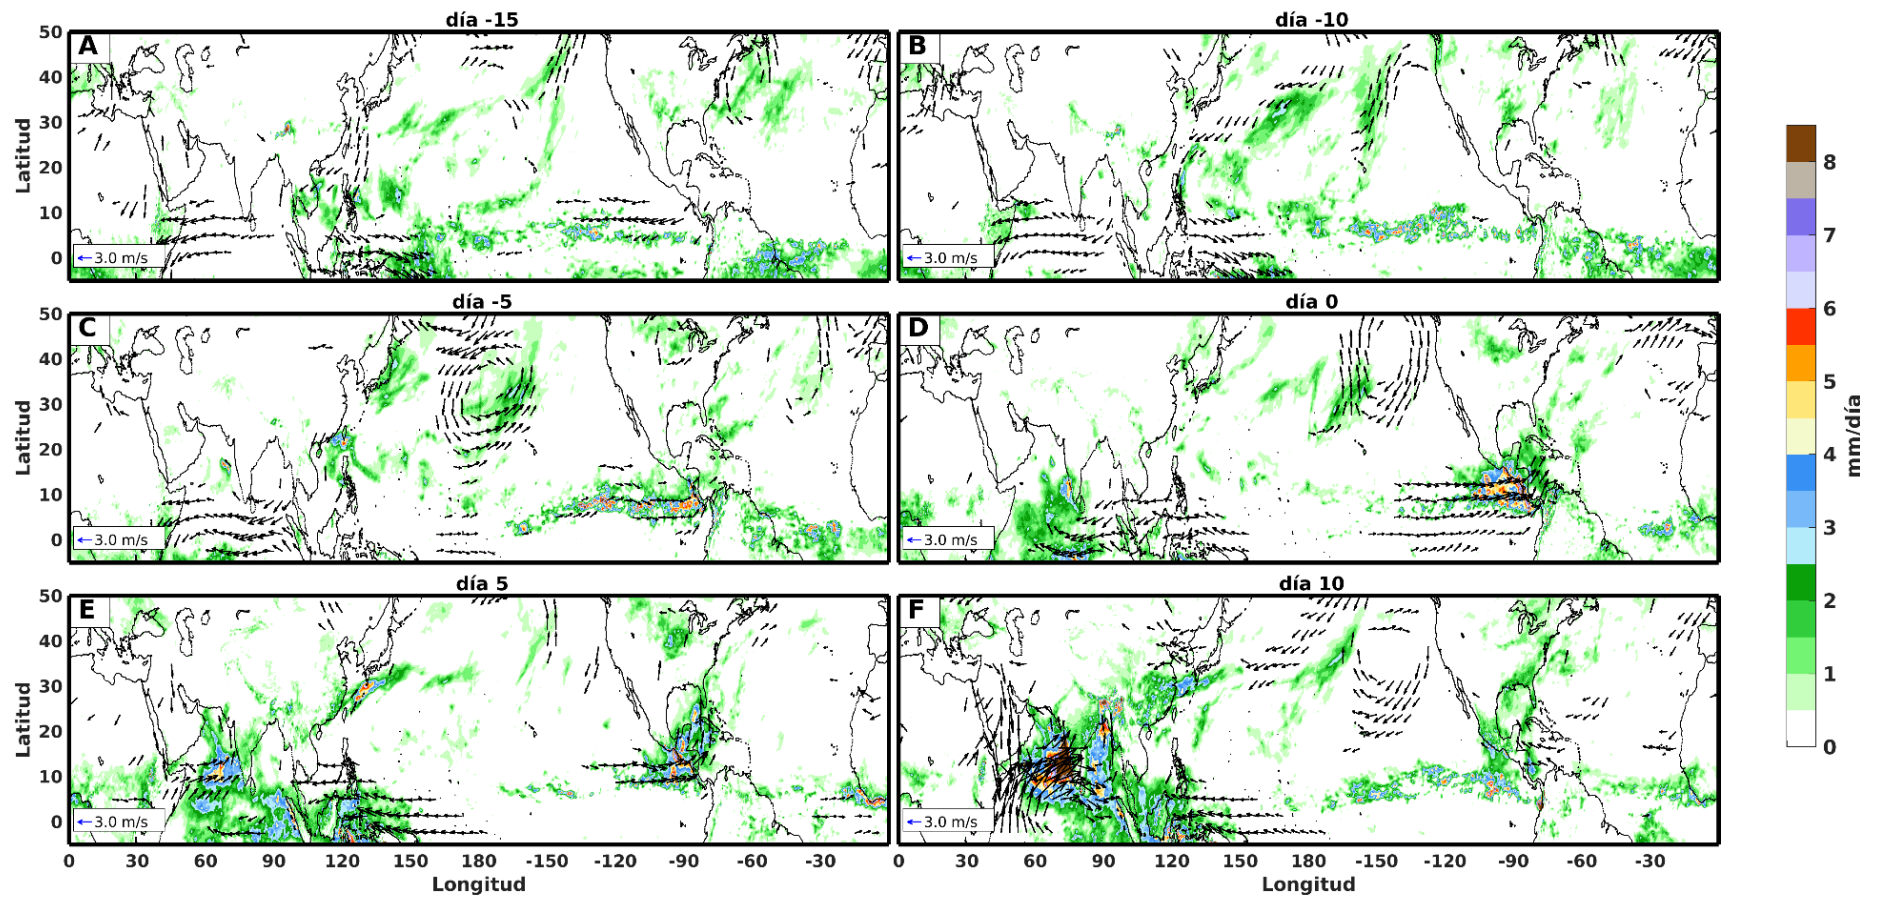 día -15
día -10
A
B
50
40
30
20
10
0
Latitud
3.0 m/s
3.0 m/s
día -5
día 0
C
D
50
40
30
20
10
0
Latitud
3.0 m/s
3.0 m/s
día 5
día 10
E
F
50
40
30
20
10
0
Latitud
3.0 m/s
3.0 m/s
0 30 60 90 120 150 180 -150 -120 -90 -60 -30
0 30 60 90 120 150 180 -150 -120 -90 -60 -30
Longitud
Longitud
8
7
6
5
4
3
2
1
0
mm/día